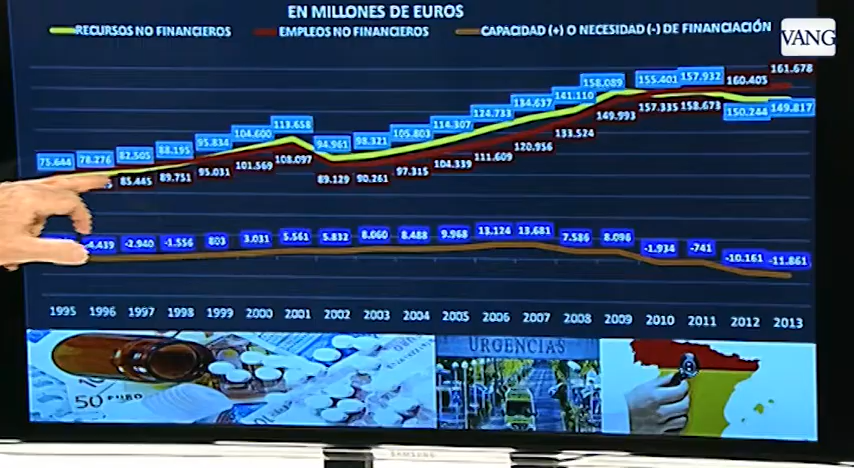 EN MILLONES DE EUROS
RECURSOS NO FINANCIEROS EMPLEOS NO FINANCIEROS CAPACIDAD (+) O NECESIDAD (-) DE FINANCIACIÓN
VANG
75.644 78.276 82.505 88.195 95.834 104.600 113.658 94.961 98.321 105.803 114.307 124.733 134.637 141.110 158.089 155.401 157.932 160.405 161.678
85.445 89.751 95.031 101.569 108.097 89.129 90.261 97.315 104.339 111.609 120.956 133.524 149.993 157.335 158.673 150.244 149.817
-4.439 -2.940 -1.556 803 3.031 5.561 5.832 8.060 8.488 9.968 13.124 13.681 7.586 8.096 -1.934 -741 -10.161 -11.861
1995 1996 1997 1998 1999 2000 2001 2002 2003 2004 2005 2006 2007 2008 2009 2010 2011 2012 2013
50 EURO
URGENCIAS
SAMSUNG